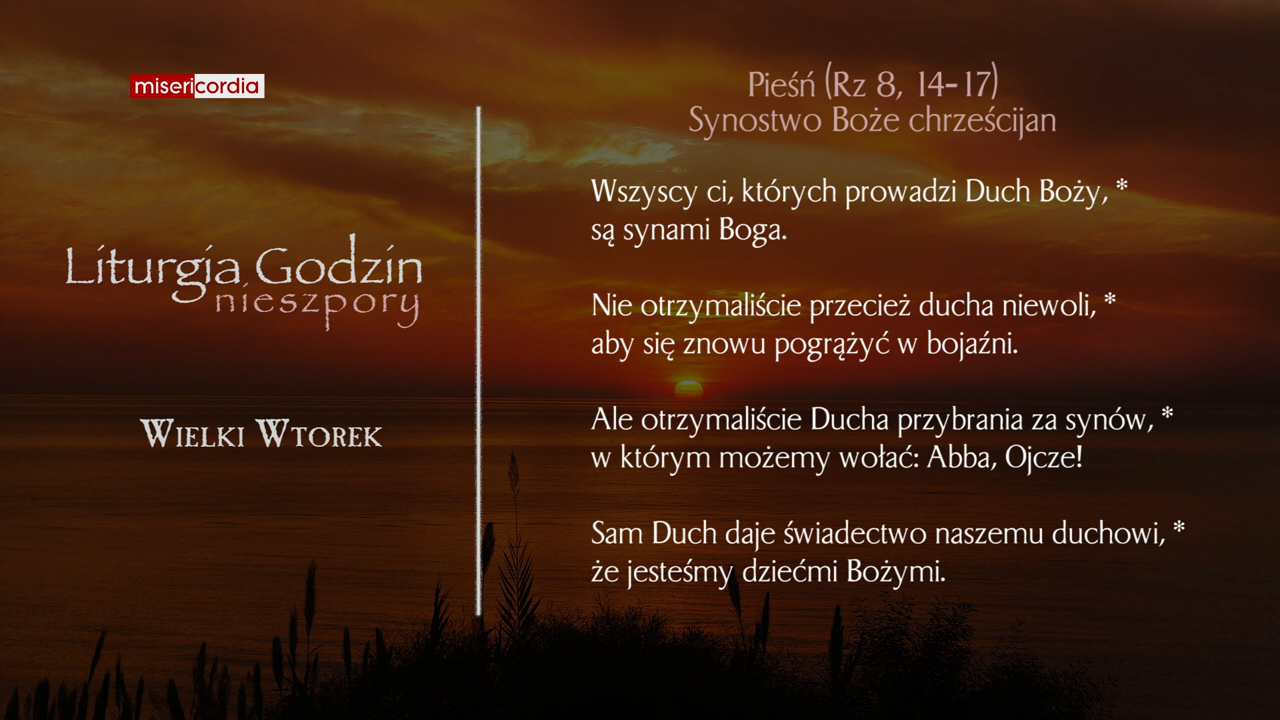 misericordia
Liturgia Godzin
nieszpory
Wielki Wtorek
Pieśń (Rz 8, 14-17)
Synostwo Boże chrześcijan
Wszyscy ci, których prowadzi Duch Boży, *
są synami Boga.
Nie otrzymaliście przecież ducha niewoli, *
aby się znowu pogrążyć w bojaźni.
Ale otrzymaliście Ducha przybrania za synów, *
w którym możemy wołać: Abba, Ojcze!
Sam Duch daje świadectwo naszemu duchowi, *
że jesteśmy dziećmi Bożymi.